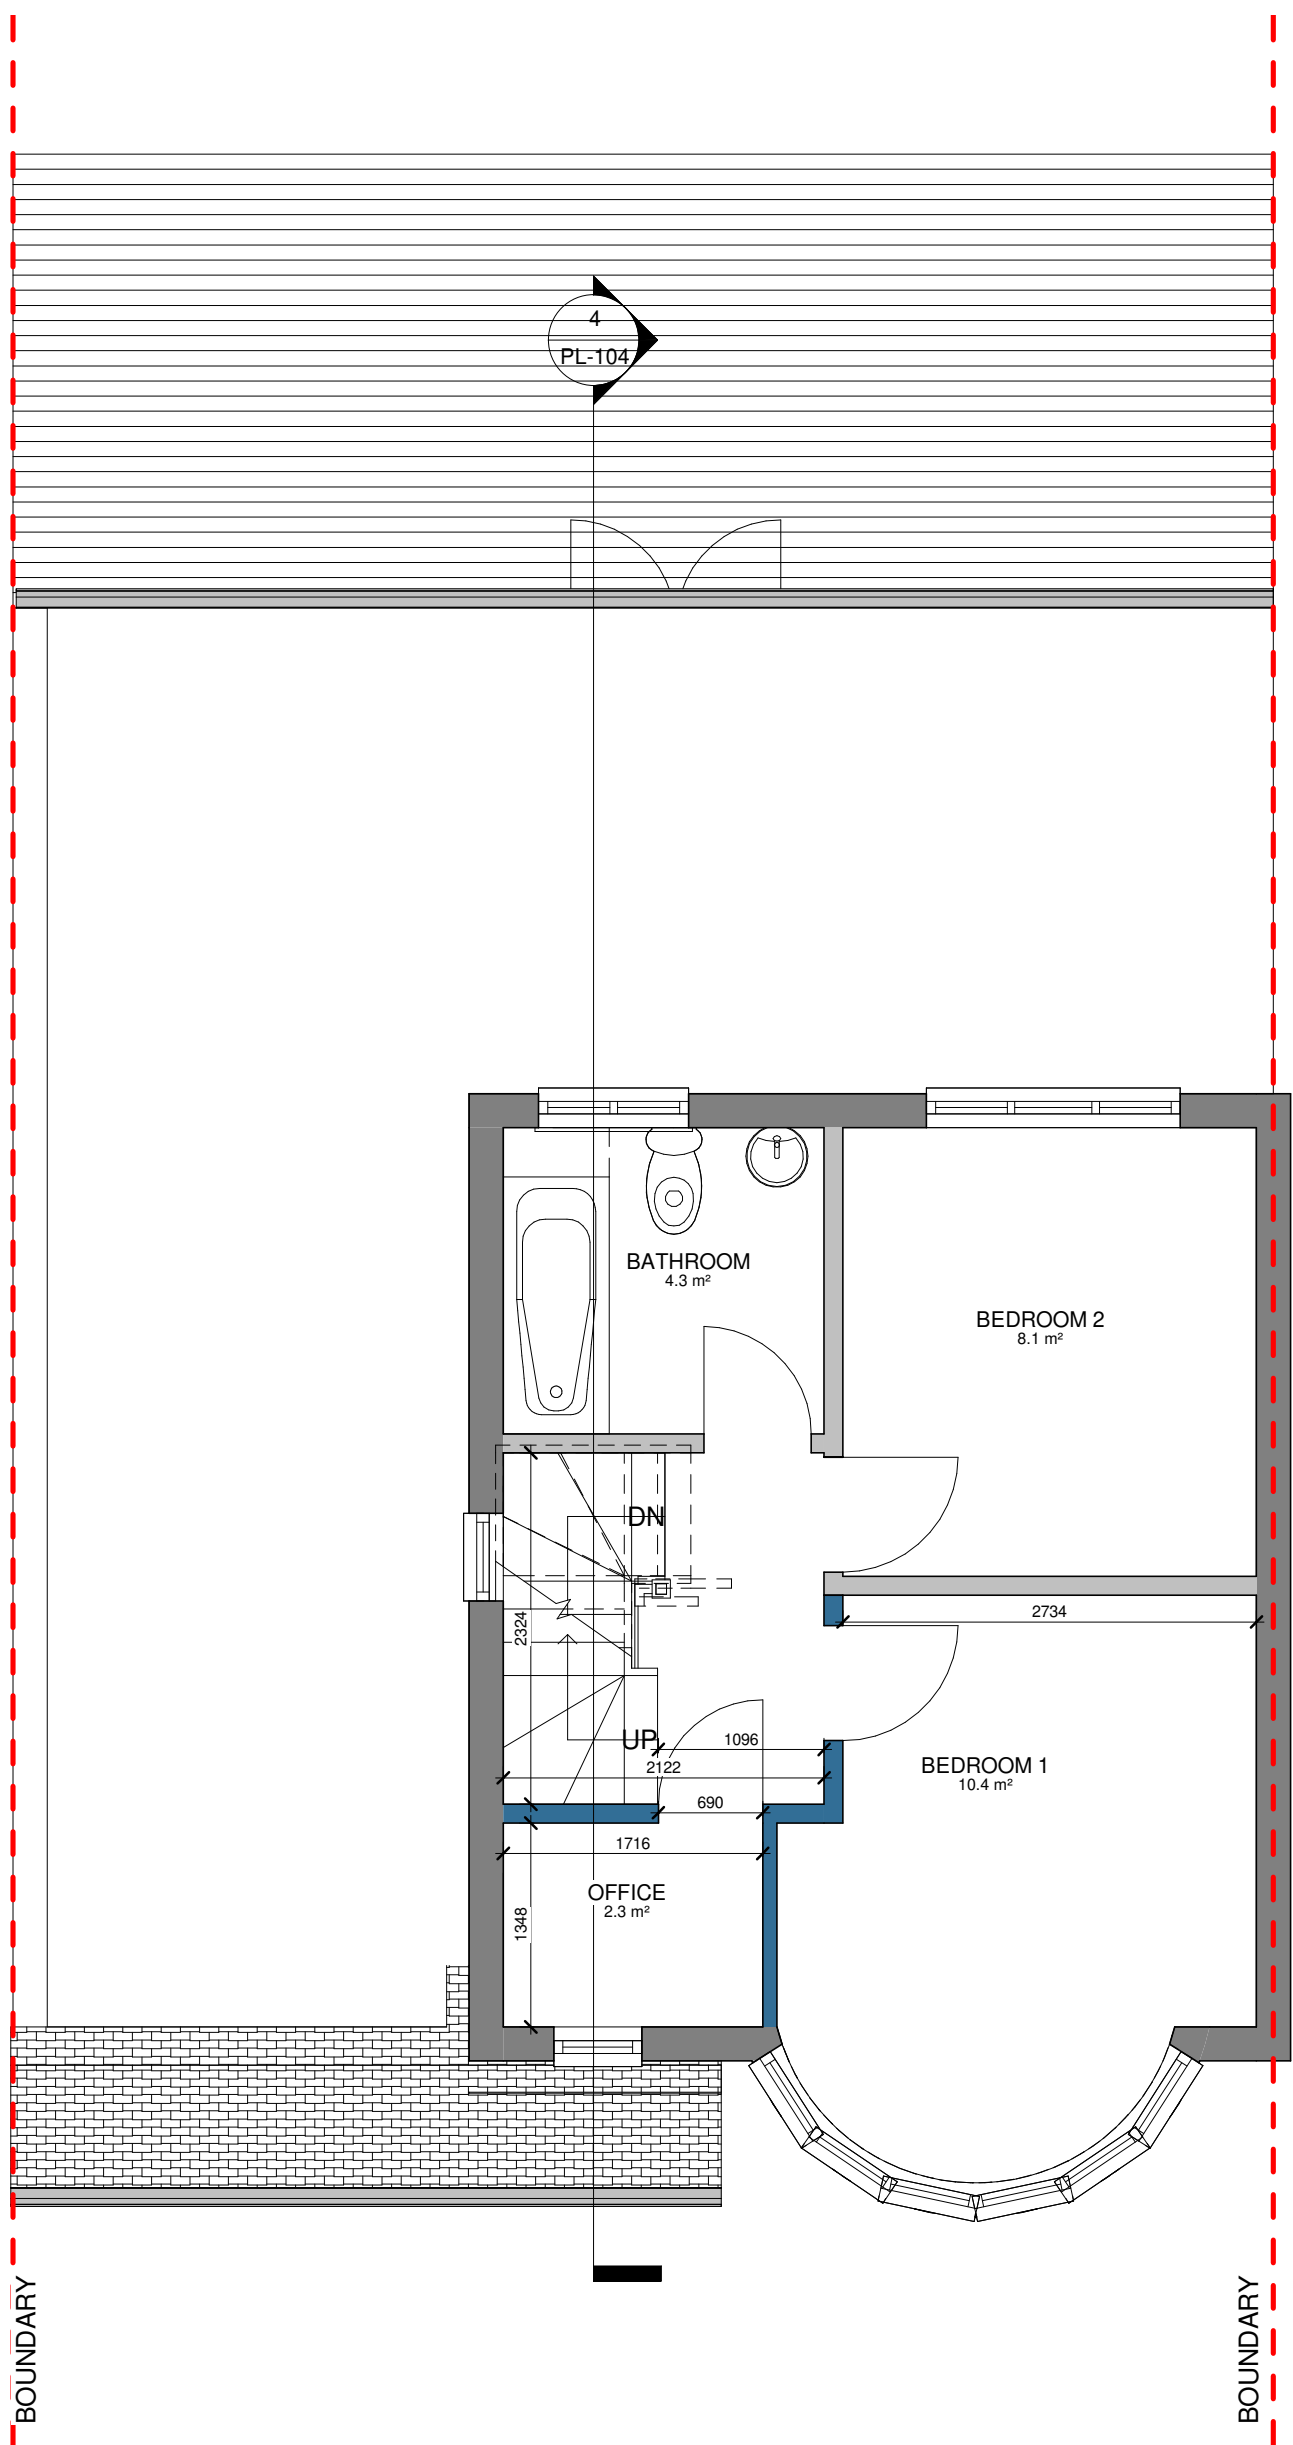 4
PL-104
BATHROOM
4.3 m²
BEDROOM 2
8.1 m²
DN
2324
2734
UP
1096
2122
BEDROOM 1
10.4 m²
690
1716
OFFICE
2.3 m²
1348
BOUNDARY
BOUNDARY